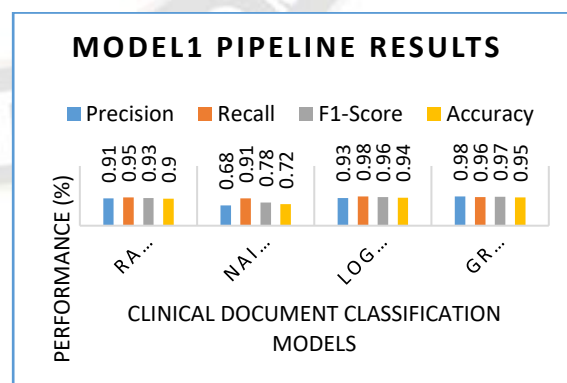 MODEL1 PIPELINE RESULTS
Precision Recall F1-Score Accuracy
0.91 0.95 0.93 0.9 0.68 0.91 0.78 0.72 0.93 0.98 0.96 0.94 0.98 0.96 0.97 0.95
PERFORMANCE (%)
RA... NAI... LOG... GR...
CLINICAL DOCUMENT CLASSIFICATION
MODELS